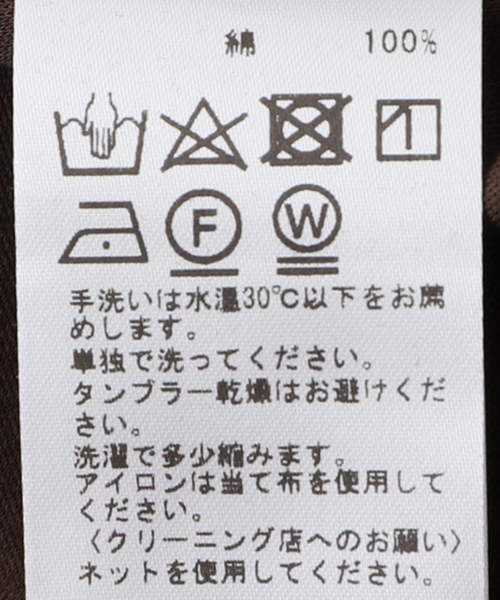 綿 100%
F W
手洗いは水温30℃以下をお薦
めします。
単独で洗ってください。
タンブラー乾燥はお避けくだ
さい。
洗濯で多少縮みます。
アイロンは当て布を使用して
ください。
〈クリーニング店へのお願い〉
ネットを使用してください。